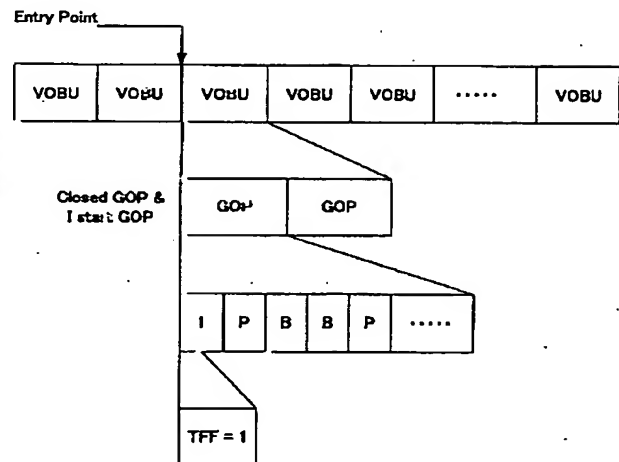 Entry Point
VOBU VOBU VOBU VOBU VOBU ····· VOBU
Closed GOP &
I start GOP
GOP GOP
I P B B P ·····
TFF = 1